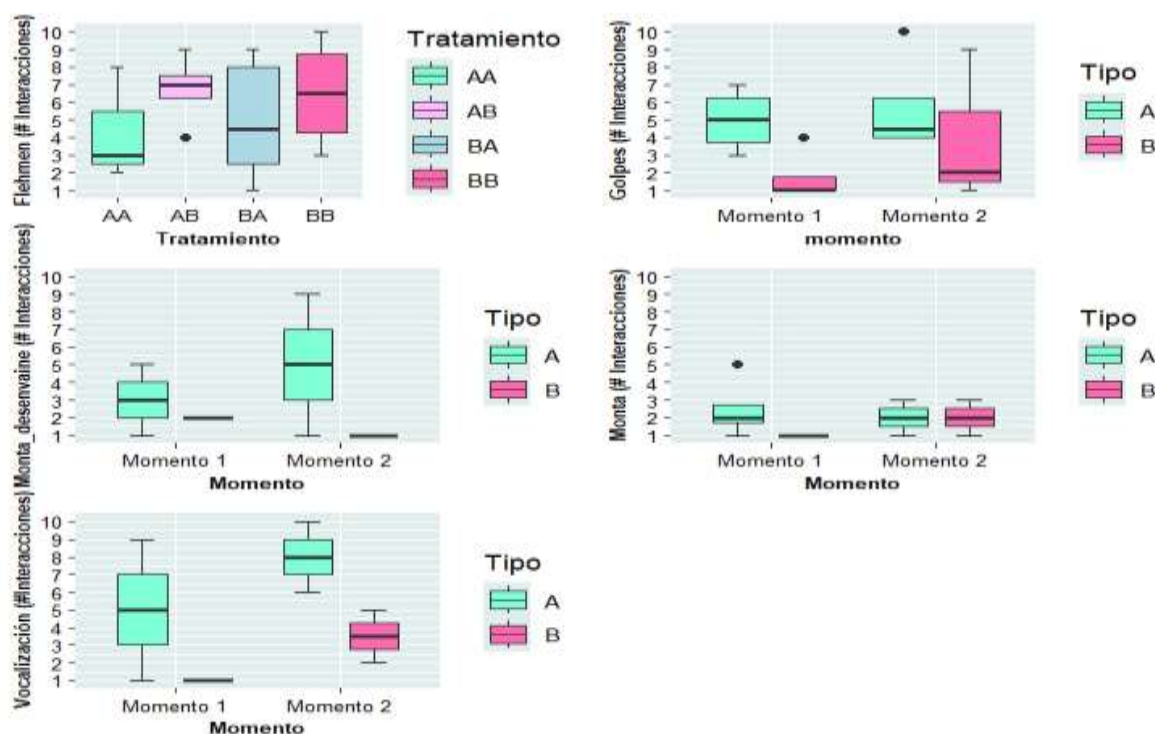 Flehmen (# Interacciones)
10
9
8
7
6
5
4
3
2
1
AA
AB
BA
BB
Tratamiento
Tratamiento
AA
AB
BA
BB
Golpes (# Interacciones)
10
9
8
7
6
5
4
3
2
1
Momento 1
Momento 2
momento
Tipo
A
B
Monta_desenvaine (# Interacciones)
10
9
8
7
6
5
4
3
2
1
Momento 1
Momento 2
Momento
Tipo
A
B
Monta (# Interacciones)
10
9
8
7
6
5
4
3
2
1
Momento 1
Momento 2
Momento
Tipo
A
B
Vocalización (#Interacciones)
10
9
8
7
6
5
4
3
2
1
Momento 1
Momento 2
Momento
Tipo
A
B